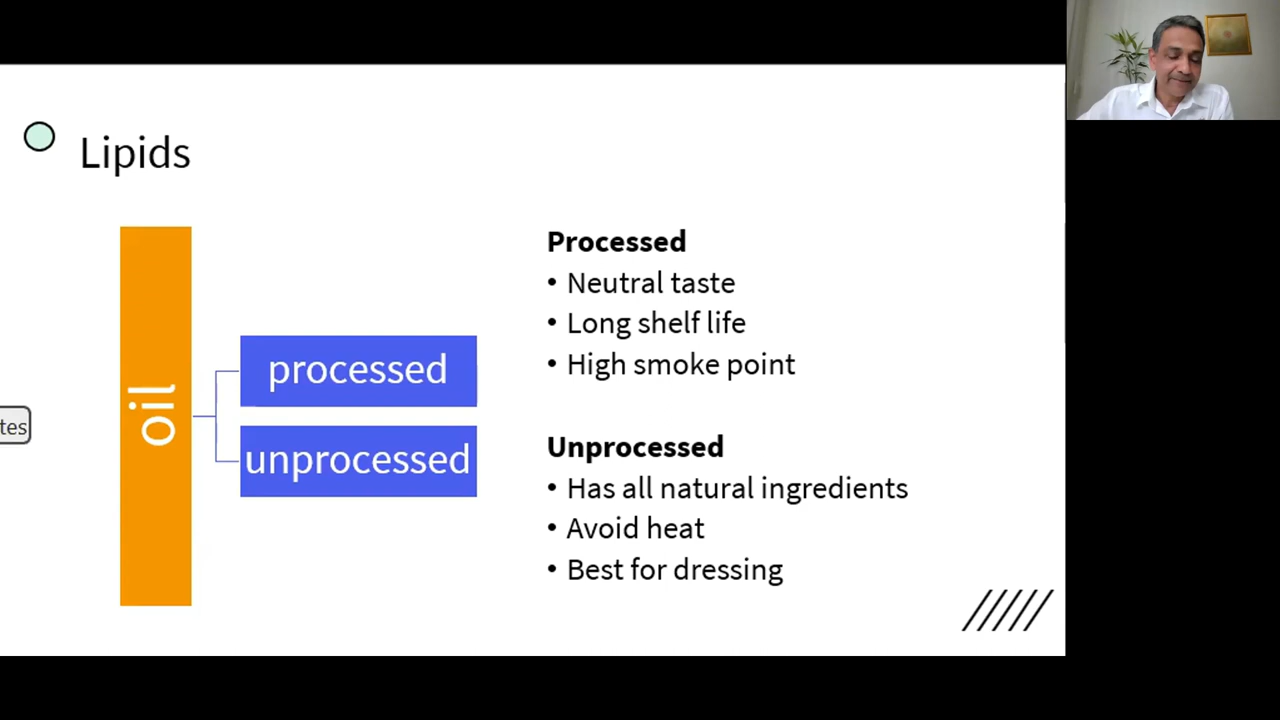 Lipids
oil
processed
unprocessed
Processed
• Neutral taste
• Long shelf life
• High smoke point
Unprocessed
• Has all natural ingredients
• Avoid heat
• Best for dressing
tes